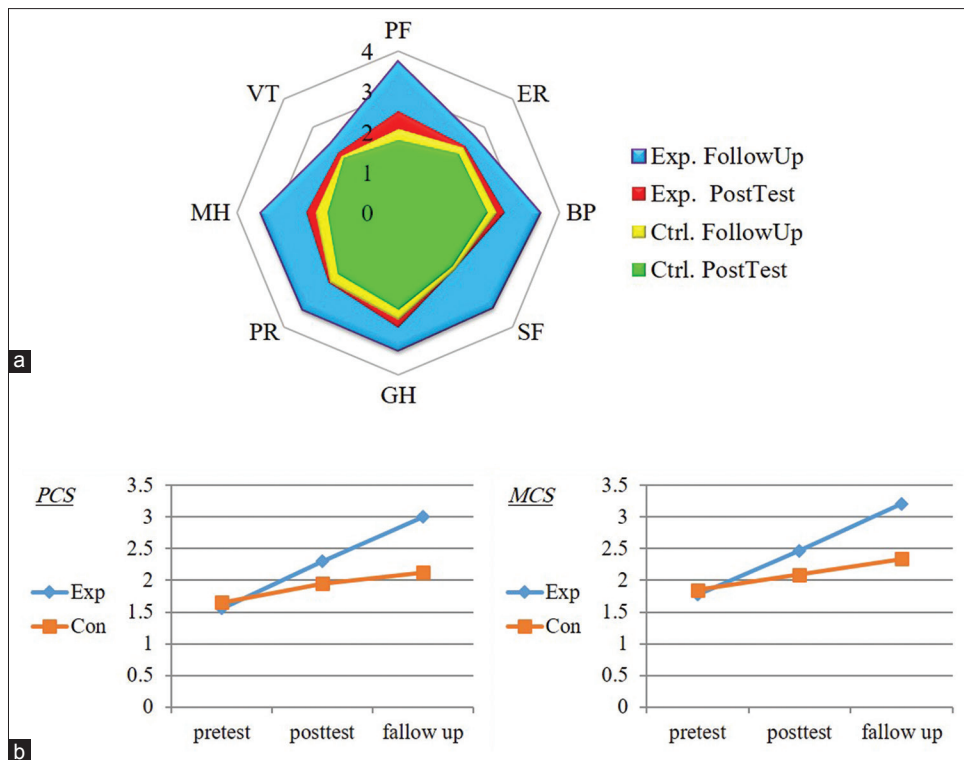 PF
4
VT
3
ER
2
1
MH
0
BP
PR
SF
GH
Exp. FollowUp
Exp. PostTest
Ctrl. FollowUp
Ctrl. PostTest
a
PCS
3.5
3
2.5
2
1.5
1
0.5
0
Exp
Con
pretest posttest fallow up
MCS
3.5
3
2.5
2
1.5
1
0.5
0
Exp
Con
pretest posttest fallow up
b